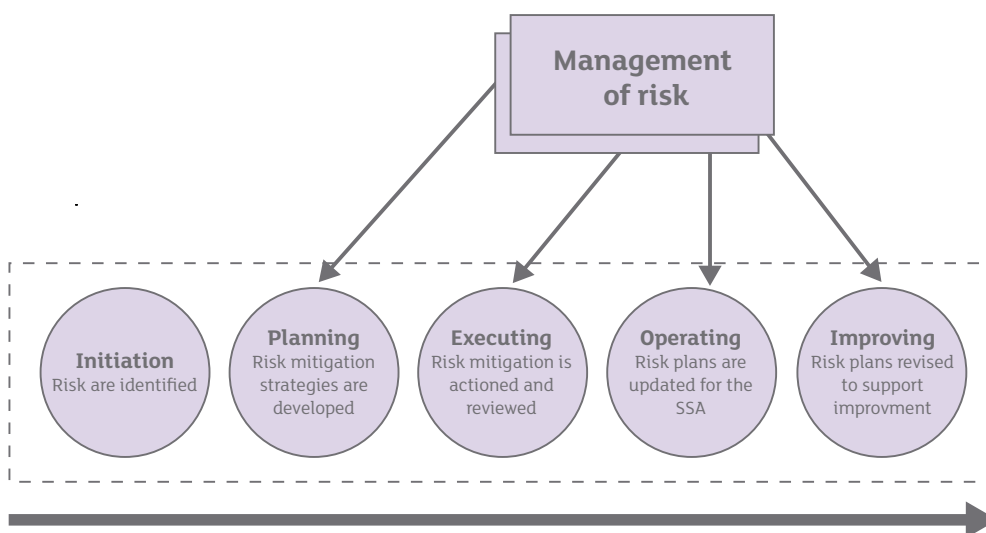 Management
of risk
Initiation
Risk are identified
Planning
Risk mitigation
strategies are
developed
Executing
Risk mitigation is
actioned and
reviewed
Operating
Risk plans are
updated for the
SSA
Improving
Risk plans revised
to support
improvment